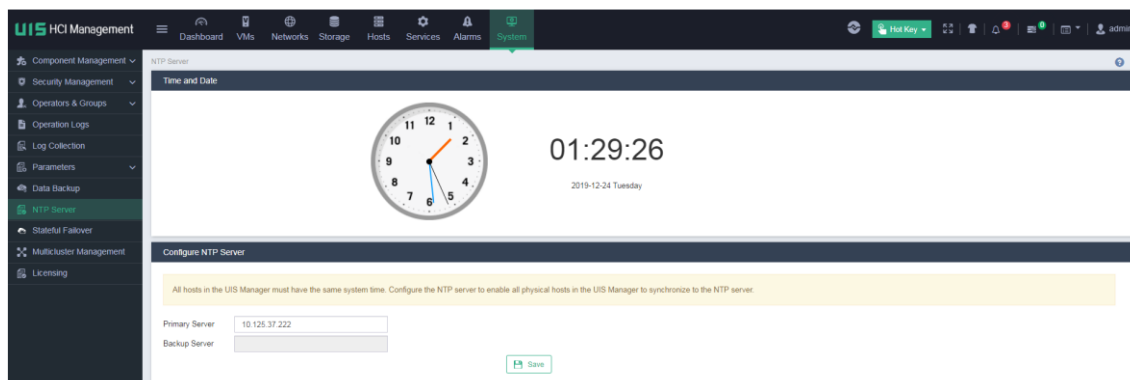 UIS HCI Management
Dashboard VMs Networks Storage Hosts Services Alarms System
Hot Key
3
0
admin
Component Management
Security Management
Operators & Groups
Operation Logs
Log Collection
Parameters
Data Backup
NTP Server
Stateful Failover
Multicluster Management
Licensing
NTP Server
Time and Date
12
1
2
3
4
5
6
7
8
9
10
11
01:29:26
2019-12-24 Tuesday
Configure NTP Server
All hosts in the UIS Manager must have the same system time. Configure the NTP server to enable all physical hosts in the UIS Manager to synchronize to the NTP server.
Primary Server 10.125.37.222
Backup Server
Save